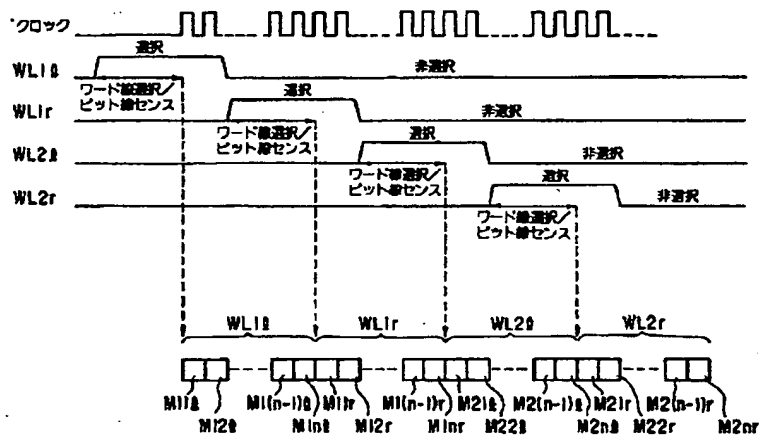 クロック
選択
WL1ℓ
非選択
ワード線選択/
ビット線センス
選択
WL1r
非選択
ワード線選択/
ビット線センス
選択
WL2ℓ
非選択
ワード線選択/
ビット線センス
選択
WL2r
非選択
ワード線選択/
ビット線センス
WL1ℓ WL1r WL2ℓ WL2r
M11ℓ M1(n-1)ℓ M11r M1(n-1)r M21ℓ M2(n-1)ℓ M21r M2(n-1)r
M12ℓ M1nℓ M12r M1nr M22ℓ M2nℓ M22r M2nr